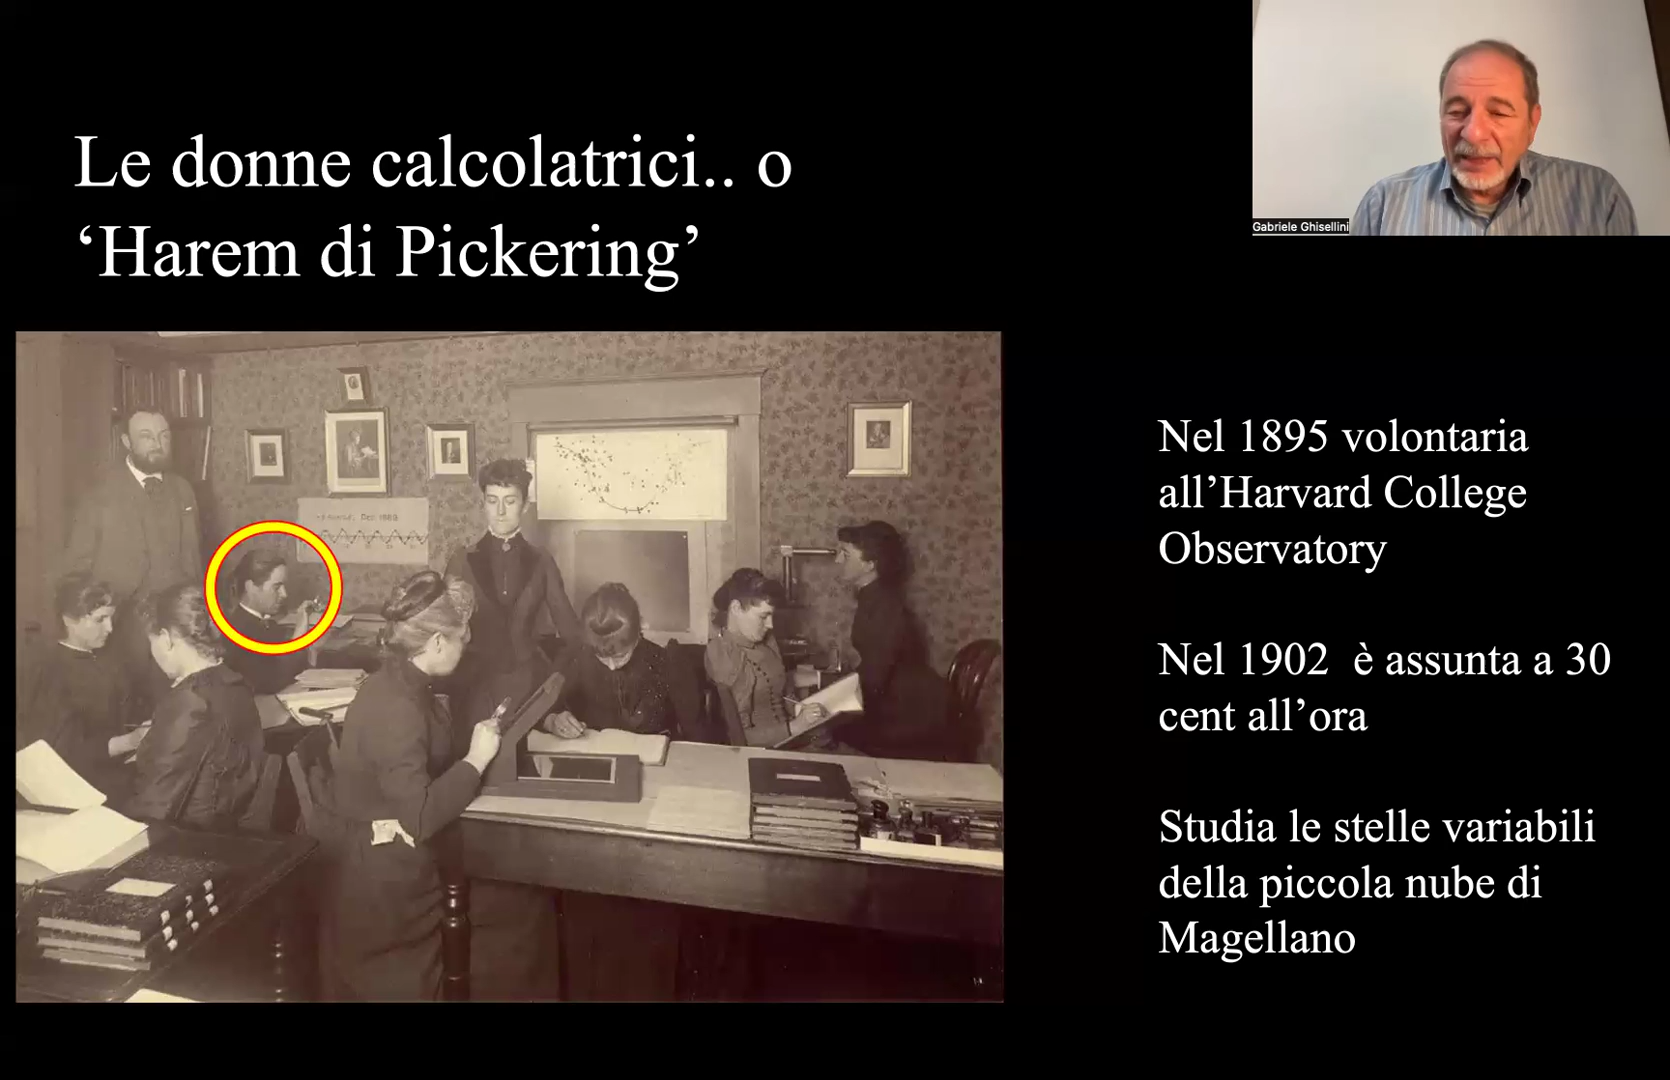 Le donne calcolatrici.. o
‘Harem di Pickering’
Gabriele Ghisellini
Nel 1895 volontaria
all’Harvard College
Observatory
Nel 1902 è assunta a 30
cent all’ora
Studia le stelle variabili
della piccola nube di
Magellano